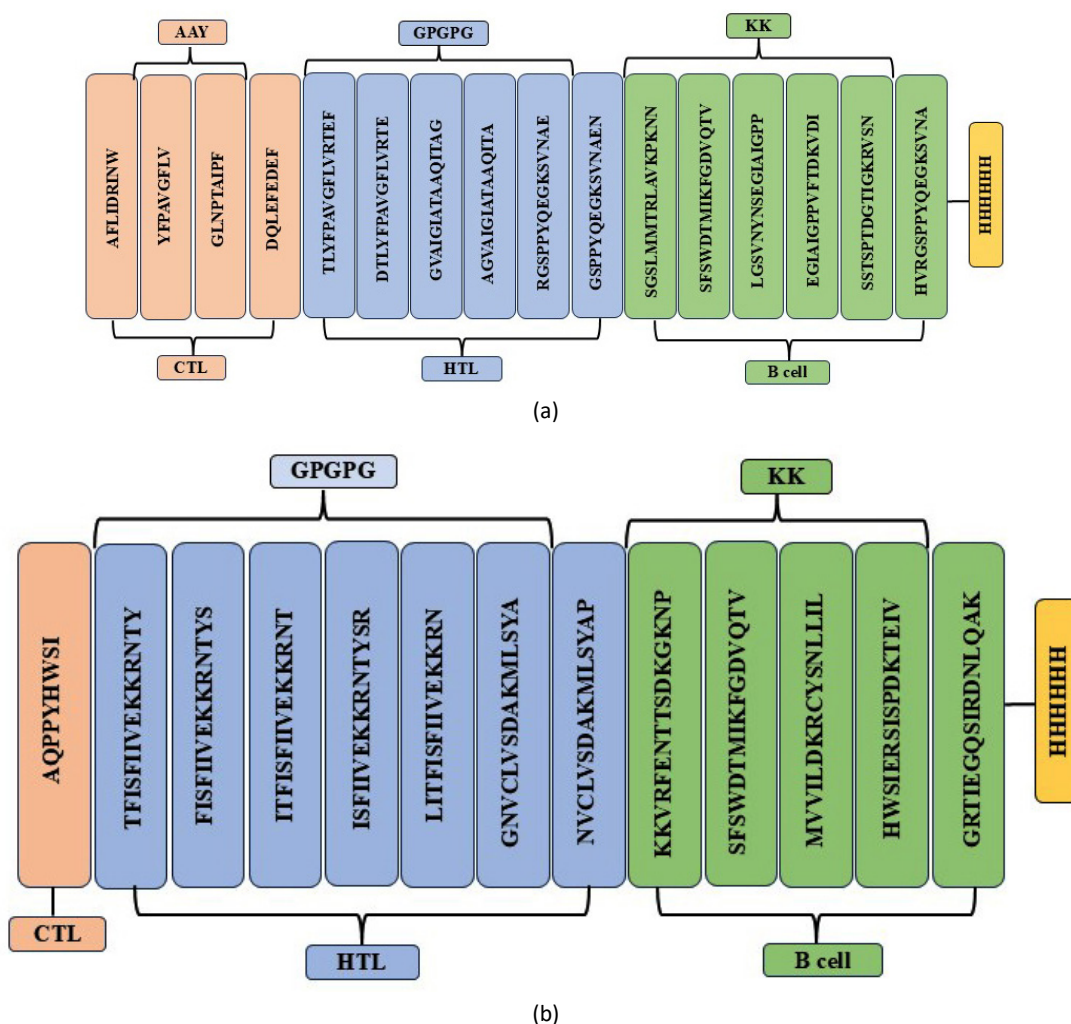 AAY
GPGPG
KK
AFLIDRINW
YFPAVGFLV
GLNPTAIPF
DQLEFEDEF
TLYFPAVGFLVRTEF
DTLYFPAVGFLVRTE
GVAIGIATAAQITAG
AGVAIGIATAAQITA
RGSPPYQEGKSVNAE
GSPPYQEGKSVNAEN
SGSLMMTRLAVKPKNN
SFSWDTMIKFGDVQTV
LGSVNYNSEGIAIGPP
EGIAIGPPVFTDKVDI
SSTSPTDGTIGKRVSN
HVRGSPPYQEGKSVNA
HHHHHH
CTL
HTL
B cell
(a)
GPGPG
KK
AQPPYHWSI
TFISFIIVEKKRNTY
FISFIIVEKKRNTYS
ITFISFIIVEKKRNT
ISFIIVEKKRNTYSR
LITFISFIIVEKKRN
GNVCLVSDAKMLSYA
NVCLVSDAKMLSYAP
KKVRFENTTSDKGKNP
SFSWDTMIKFGDVQTV
MVVILDKRCYSNLLIL
HWSIERSISPDKTEIV
GRTIEGQSIRDNLQAK
HHHHHH
CTL
HTL
B cell
(b)